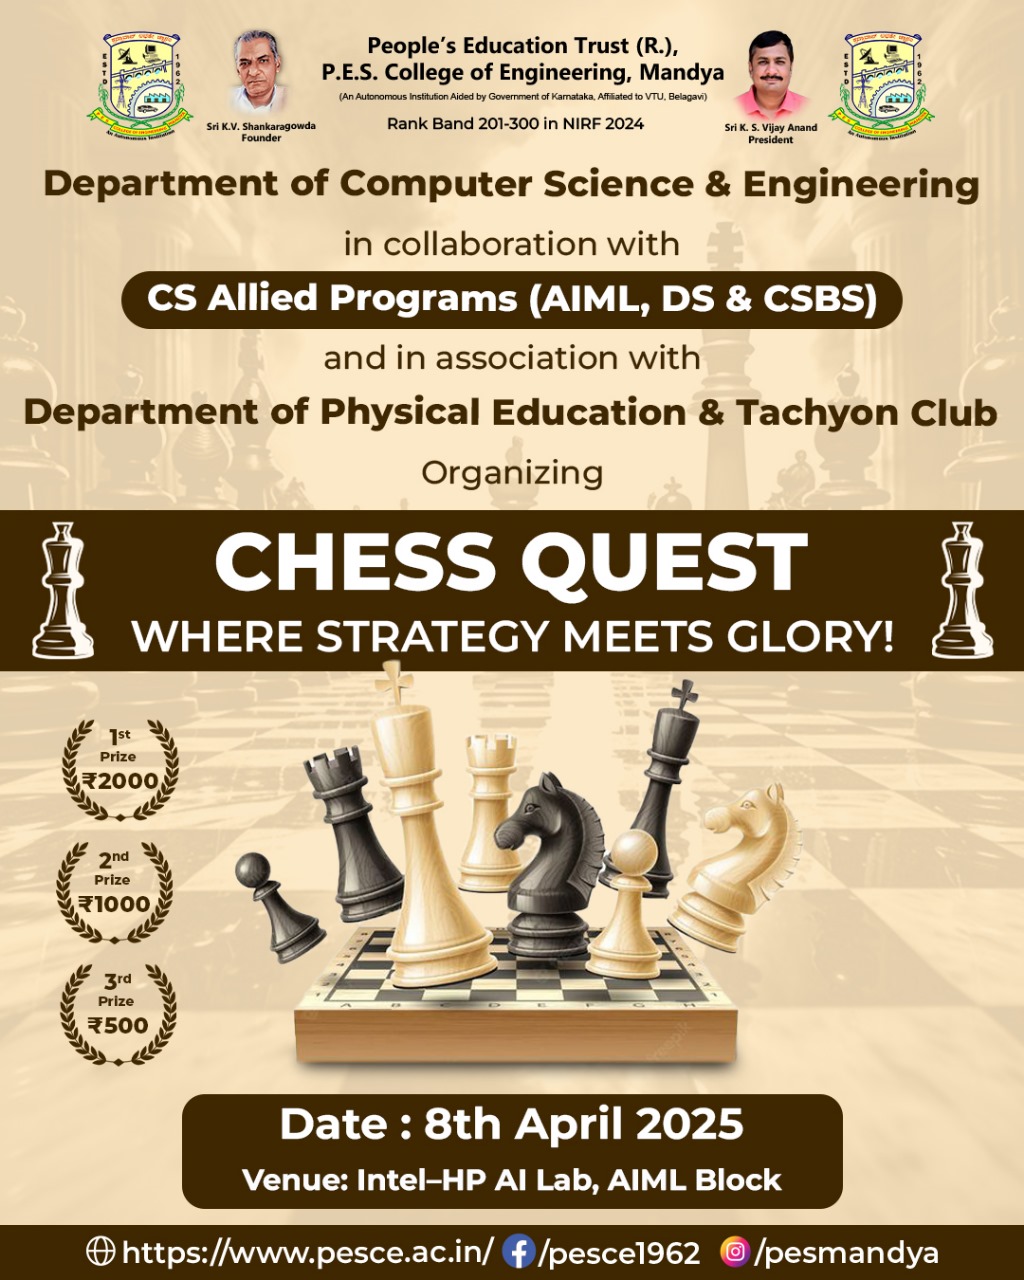 People's Education Trust (R.),
P.E.S. College of Engineering, Mandya
(An Autonomous Institution Aided by Government of Karnataka, Affiliated to VTU, Belagavi)
Rank Band 201-300 in NIRF 2024
ESTD
1962
Sri K.V. Shankaragowda
Founder
Sri K. S. Vijay Anand
President
ESTD
1962
Department of Computer Science & Engineering
in collaboration with
CS Allied Programs (AIML, DS & CSBS)
and in association with
Department of Physical Education & Tachyon Club
Organizing
CHESS QUEST
WHERE STRATEGY MEETS GLORY!
1st
Prize
₹2000
2nd
Prize
₹1000
3rd
Prize
₹500
A B C D E F G H
Date : 8th April 2025
Venue: Intel–HP AI Lab, AIML Block
https://www.pesce.ac.in/ /pesce1962 /pesmandya